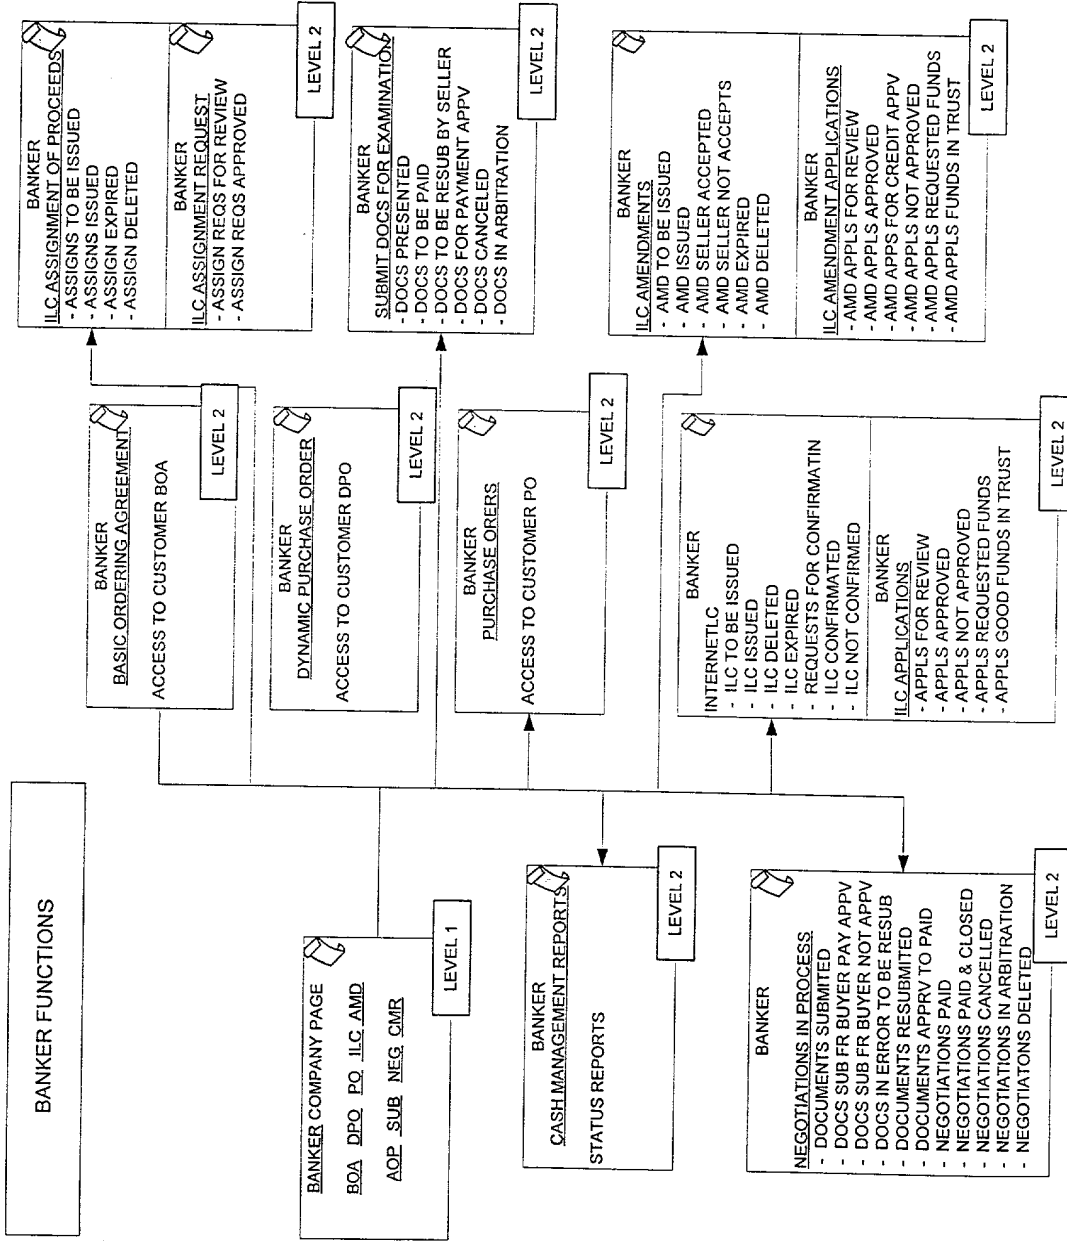 BANKER FUNCTIONS
BANKER COMPANY PAGE
BOA DPO PO ILC AMD
AOP SUB NEG CMR
LEVEL 1
BANKER
CASH MANAGEMENT REPORTS
STATUS REPORTS
LEVEL 2
BANKER
NEGOTIATIONS IN PROCESS
- DOCUMENTS SUBMITED
- DOCS SUB FR BUYER PAY APPV
- DOCS SUB FR BUYER NOT APPV
- DOCS IN ERROR TO BE RESUB
- DOCUMENTS RESUBMITED
- DOCUMENTS APPRV TO PAID
- NEGOTIATIONS PAID
- NEGOTIATIONS PAID & CLOSED
- NEGOTIATIONS CANCELLED
- NEGOTIATIONS IN ARBITRATION
- NEGOTIATONS DELETED
LEVEL 2
BANKER
BASIC ORDERING AGREEMENT
ACCESS TO CUSTOMER BOA
LEVEL 2
BANKER
DYNAMIC PURCHASE ORDER
ACCESS TO CUSTOMER DPO
LEVEL 2
BANKER
PURCHASE ORERS
ACCESS TO CUSTOMER PO
LEVEL 2
BANKER
INTERNETLC
- ILC TO BE ISSUED
- ILC ISSUED
- ILC DELETED
- ILC EXPIRED
- REQUESTS FOR CONFIRMATIN
- ILC CONFIRMATED
- ILC NOT CONFIRMED
BANKER
ILC APPLICATIONS
- APPLS FOR REVIEW
- APPLS APPROVED
- APPLS NOT APPROVED
- APPLS REQUESTED FUNDS
- APPLS GOOD FUNDS IN TRUST
LEVEL 2
BANKER
ILC ASSIGNMENT OF PROCEEDS
- ASSIGNS TO BE ISSUED
- ASSIGNS ISSUED
- ASSIGN EXPIRED
- ASSIGN DELETED
BANKER
ILC ASSIGNMENT REQUEST
- ASSIGN REQS FOR REVIEW
- ASSIGN REQS APPROVED
LEVEL 2
BANKER
SUBMIT DOCS FOR EXAMINATION
- DOCS PRESENTED
- DOCS TO BE PAID
- DOCS TO BE RESUB BY SELLER
- DOCS FOR PAYMENT APPV
- DOCS CANCELED
- DOCS IN ARBITRATION
LEVEL 2
BANKER
ILC AMENDMENTS
- AMD TO BE ISSUED
- AMD ISSUED
- AMD SELLER ACCEPTED
- AMD SELLER NOT ACCEPTS
- AMD EXPIRED
- AMD DELETED
BANKER
ILC AMENDMENT APPLICATIONS
- AMD APPLS FOR REVIEW
- AMD APPLS APPROVED
- AMD APPS FOR CREDIT APPV
- AMD APPLS NOT APPROVED
- AMD APPLS REQUESTED FUNDS
- AMD APPLS FUNDS IN TRUST
LEVEL 2